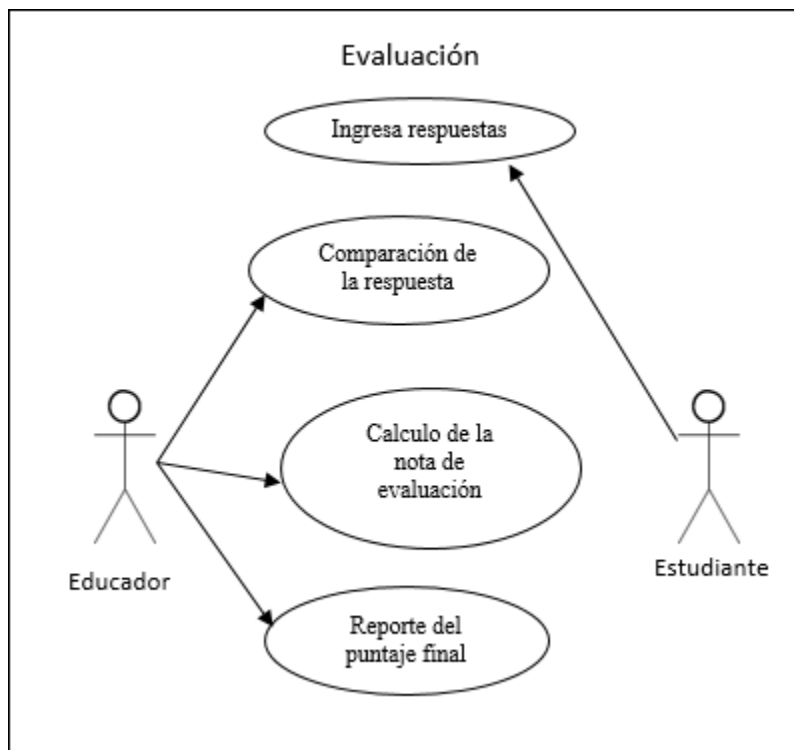 Evaluación
Ingresa respuestas
Comparación de
la respuesta
Calculo de la
nota de
evaluación
Educador
Estudiante
Reporte del
puntaje final